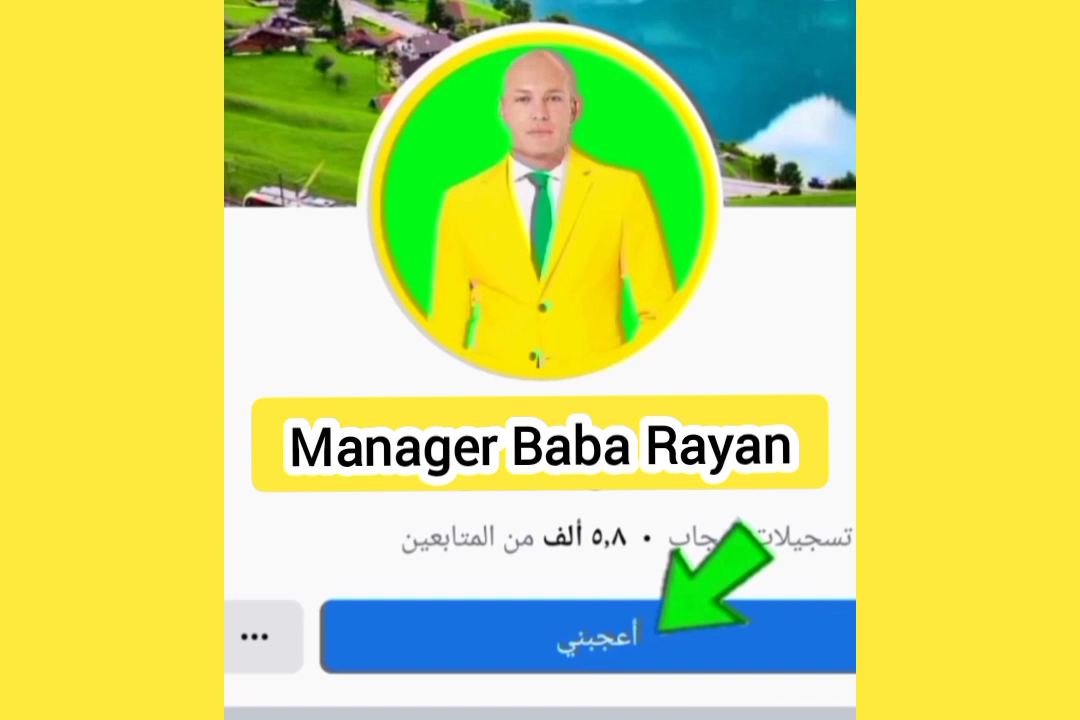 Manager Baba Rayan
تسجيلات • ٥,٨ ألف من المتابعين
أعجبني